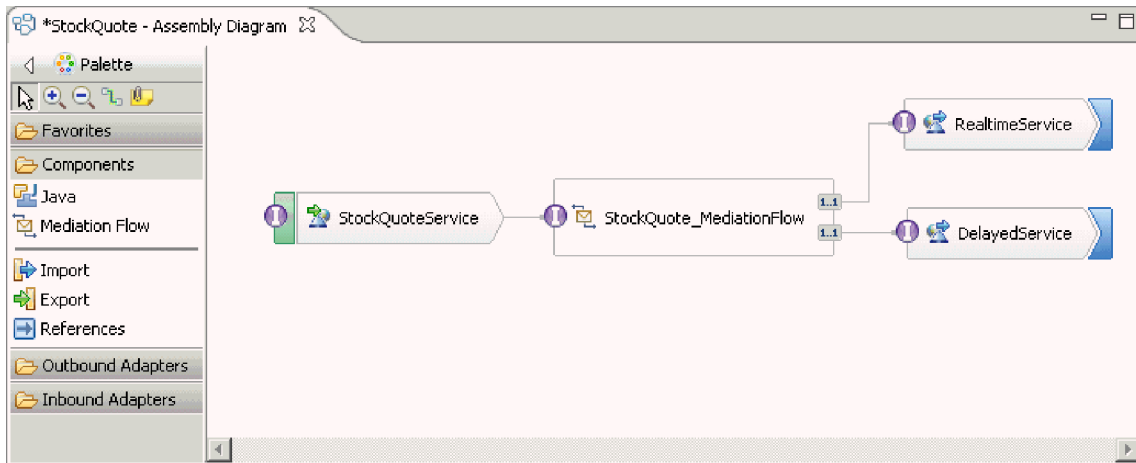 *StockQuote - Assembly Diagram
Palette
Favorites
Components
Java
Mediation Flow
Import
Export
References
Outbound Adapters
Inbound Adapters
I StockQuoteService
I StockQuote_MediationFlow
1..1
1..1
I RealtimeService
I DelayedService